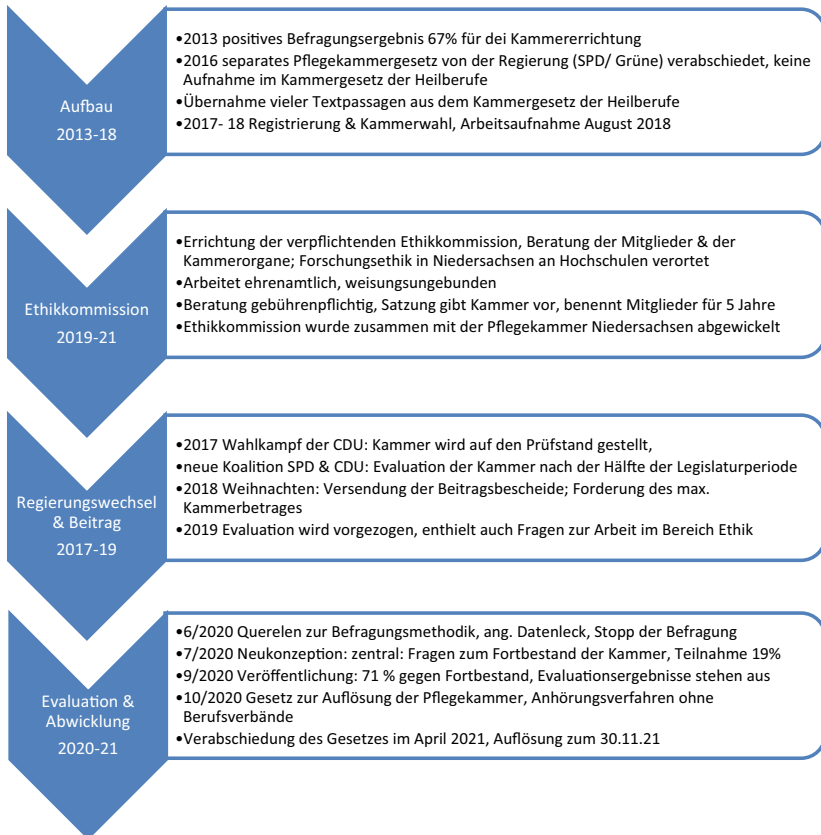 Aufbau
2013-18
•2013 positives Befragungsergebnis 67% für dei Kammererrichtung
•2016 separates Pflegekammergesetz von der Regierung (SPD/ Grüne) verabschiedet, keine
Aufnahme im Kammergesetz der Heilberufe
•Übernahme vieler Textpassagen aus dem Kammergesetz der Heilberufe
•2017- 18 Registrierung & Kammerwahl, Arbeitsaufnahme August 2018
Ethikkommission
2019-21
•Errichtung der verpflichtenden Ethikkommission, Beratung der Mitglieder & der
Kammerorgane; Forschungsethik in Niedersachsen an Hochschulen verortet
•Arbeitet ehrenamtlich, weisungsungebunden
•Beratung gebührenpflichtig, Satzung gibt Kammer vor, benennt Mitglieder für 5 Jahre
•Ethikkommission wurde zusammen mit der Pflegekammer Niedersachsen abgewickelt
Regierungswechsel
& Beitrag
2017-19
•2017 Wahlkampf der CDU: Kammer wird auf den Prüfstand gestellt,
•neue Koalition SPD & CDU: Evaluation der Kammer nach der Hälfte der Legislaturperiode
•2018 Weihnachten: Versendung der Beitragsbescheide; Forderung des max.
Kammerbetrages
•2019 Evaluation wird vorgezogen, enthielt auch Fragen zur Arbeit im Bereich Ethik
Evaluation &
Abwicklung
2020-21
•6/2020 Querelen zur Befragungsmethodik, ang. Datenleck, Stopp der Befragung
•7/2020 Neukonzeption: zentral: Fragen zum Fortbestand der Kammer, Teilnahme 19%
•9/2020 Veröffentlichung: 71 % gegen Fortbestand, Evaluationsergebnisse stehen aus
•10/2020 Gesetz zur Auflösung der Pflegekammer, Anhörungsverfahren ohne
Berufsverbände
•Verabschiedung des Gesetzes im April 2021, Auflösung zum 30.11.21